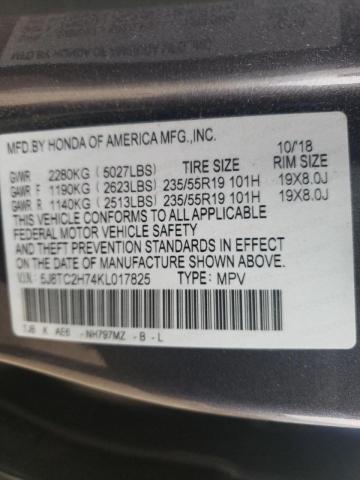 MFD.BY HONDA OF AMERICA MFG.,INC. 10/18
GVWR 2280KG ( 5027LBS) TIRE SIZE RIM SIZE
GAWR F 1190KG ( 2623LBS) 235/55R19 101H 19X8.0J
GAWR R 1140KG ( 2513LBS) 235/55R19 101H 19X8.0J
THIS VEHICLE CONFORMS TO ALL APPLICABLE
FEDERAL MOTOR VEHICLE SAFETY
AND THEFT PREVENTION STANDARDS IN EFFECT
ON THE DATE OF MANUFACTURE SHOWN ABOVE.
V.I.N.: 5J8TC2H74KL017825 TYPE: MPV
TJB K AE6 -NH797MZ -B -L